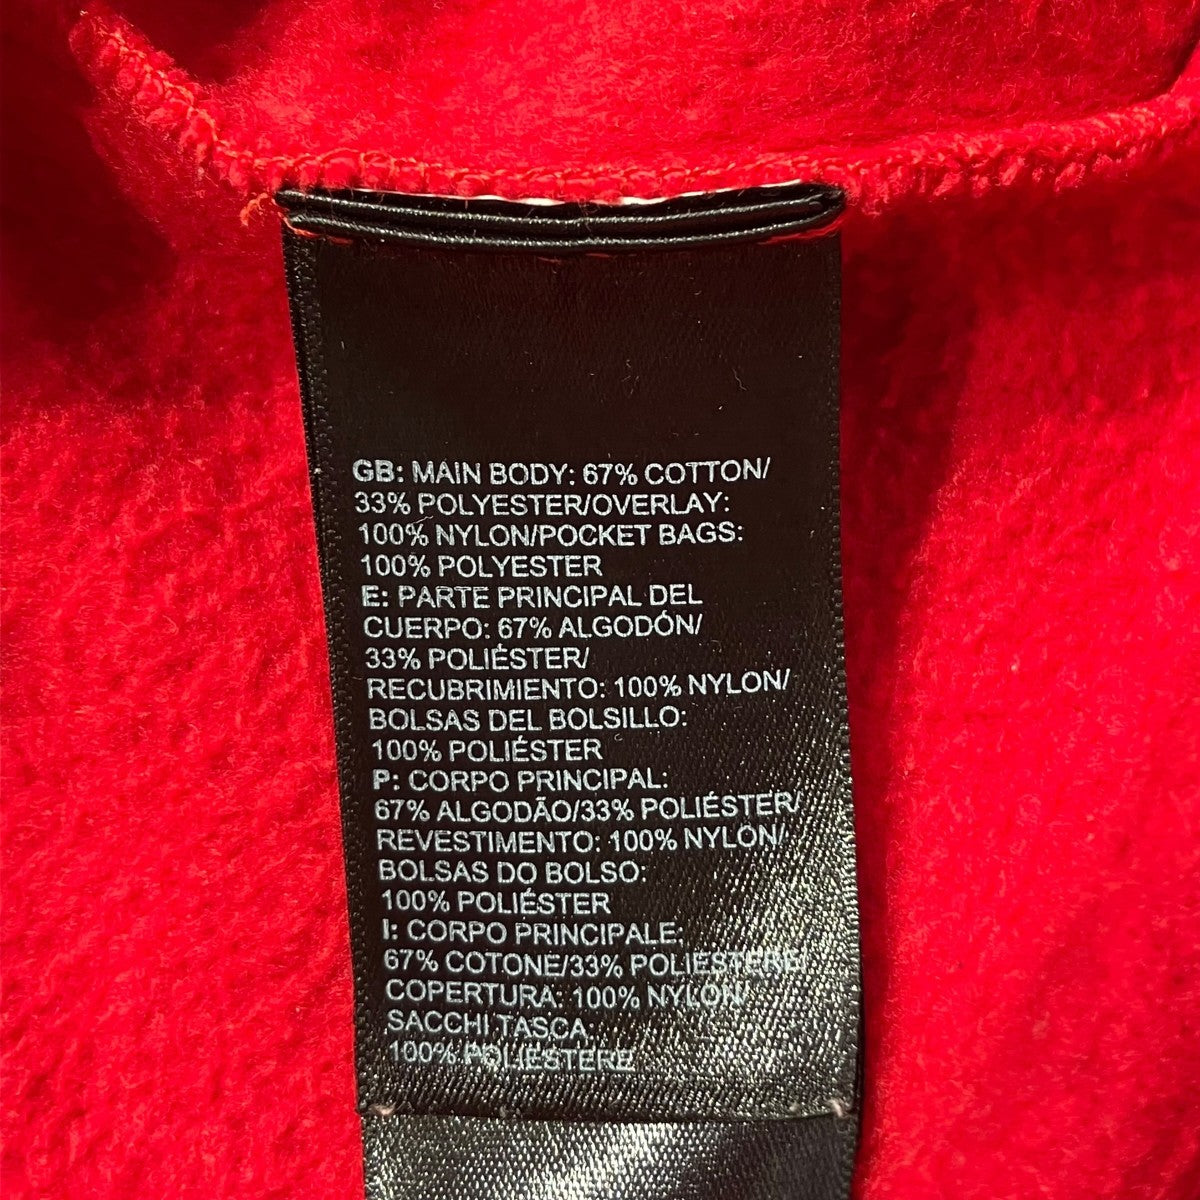 GB: MAIN BODY: 67% COTTON/
33% POLYESTER/OVERLAY:
100% NYLON/POCKET BAGS:
100% POLYESTER
E: PARTE PRINCIPAL DEL
CUERPO: 67% ALGODÓN/
33% POLIÉSTER/
RECUBRIMIENTO: 100% NYLON/
BOLSAS DEL BOLSILLO:
100% POLIÉSTER
P: CORPO PRINCIPAL:
67% ALGODÃO/33% POLIÉSTER/
REVESTIMENTO: 100% NYLON/
BOLSAS DO BOLSO:
100% POLIÉSTER
I: CORPO PRINCIPALE:
67% COTONE/33% POLIESTERE/
COPERTURA: 100% NYLON/
SACCHI TASCA:
100% POLIESTERE